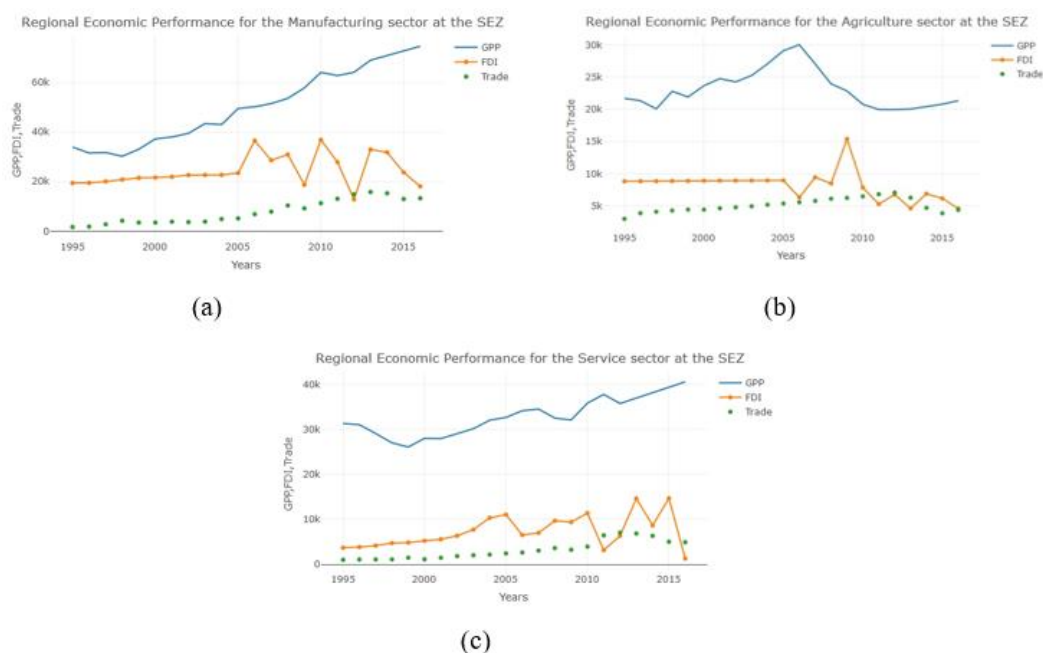 Regional Economic Performance for the Manufacturing sector at the SEZ
GPP
FDI
Trade
60k
40k
20k
0
GPP,FDI,Trade
1995 2000 2005 2010 2015
Years
(a)
Regional Economic Performance for the Agriculture sector at the SEZ
GPP
FDI
Trade
30k
25k
20k
15k
10k
5k
GPP,FDI,Trade
1995 2000 2005 2010 2015
Years
(b)
Regional Economic Performance for the Service sector at the SEZ
GPP
FDI
Trade
40k
30k
20k
10k
0
GPP,FDI,Trade
1995 2000 2005 2010 2015
Years
(c)